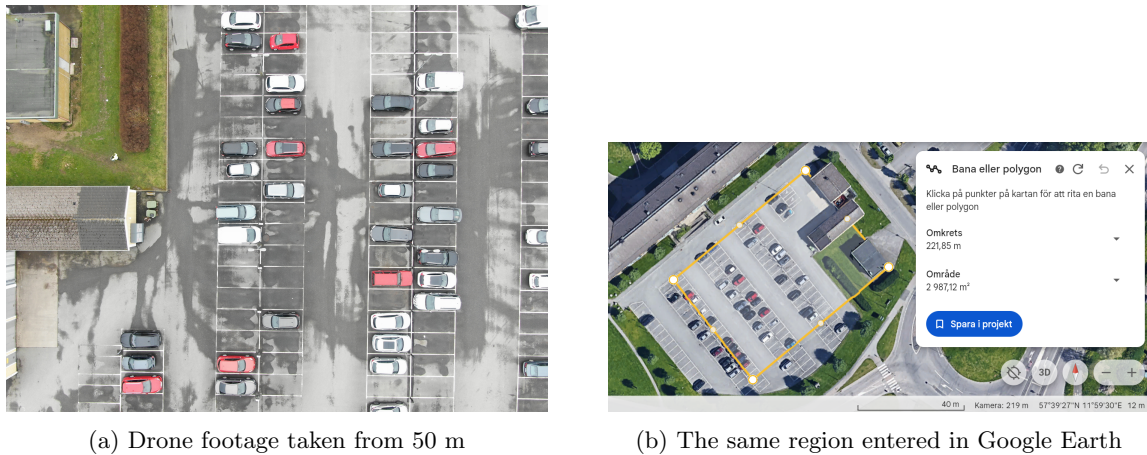 Bana eller polygon
Klicka på punkter på kartan för att rita en bana
eller polygon
Omkrets
221,85 m
Område
2 987,12 m²
Spara i projekt
3D
40 m
Kamera: 219 m
57°39'27"N 11°59'30"E
12 m
(a) Drone footage taken from 50 m
(b) The same region entered in Google Earth